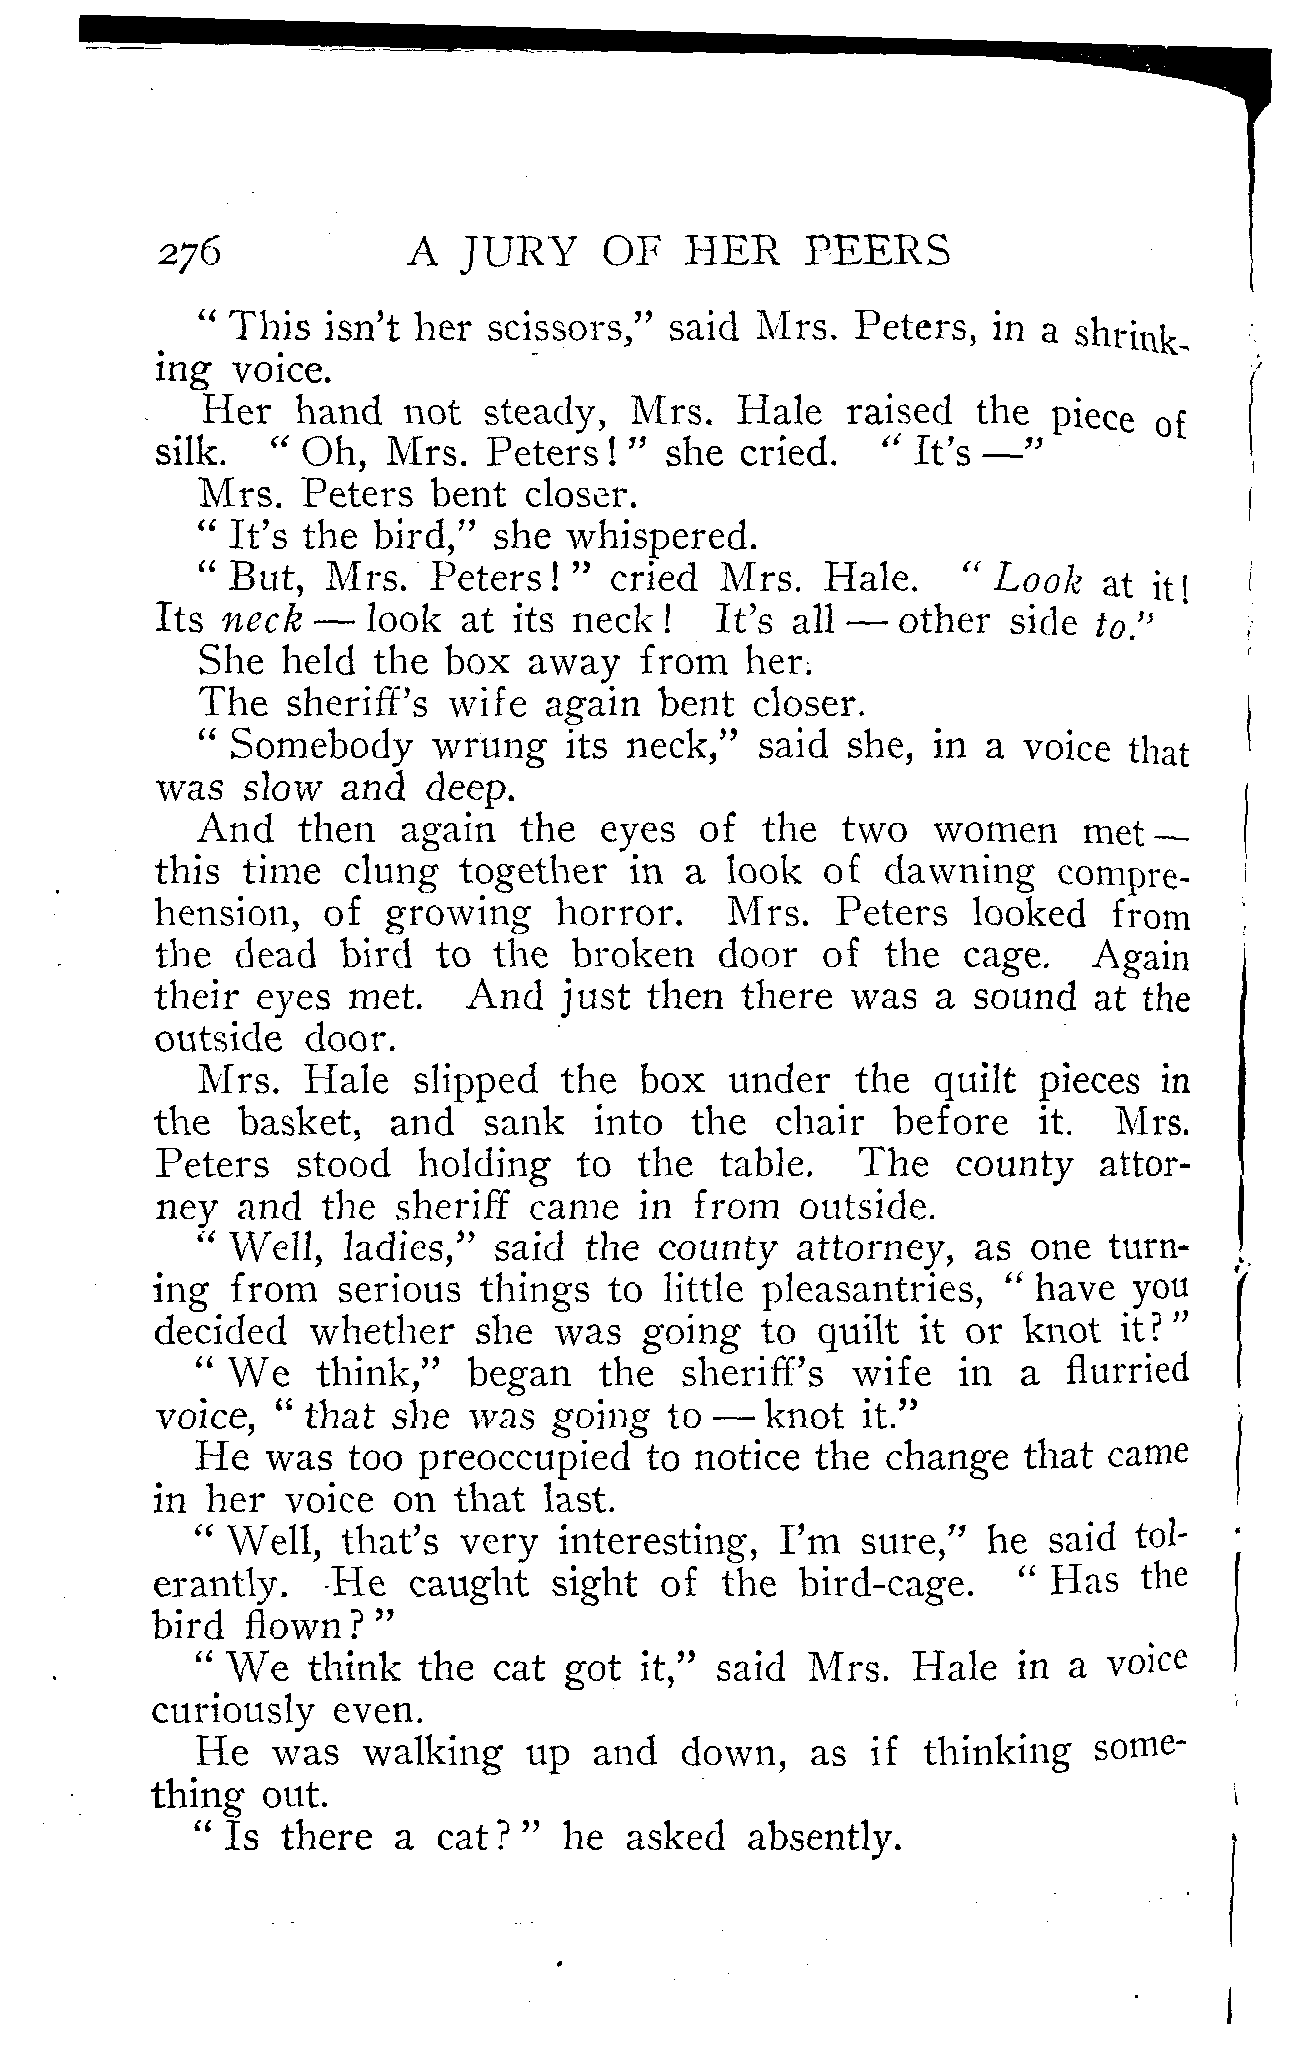 276 A JURY OF HER PEERS
“ This isn't her scissors,” said Mrs. Peters, in a shrink-
ing voice.
Her hand not steady, Mrs. Hale raised the piece of
silk. “ Oh, Mrs. Peters! ” she cried. “ It's —”
Mrs. Peters bent closer.
“ It's the bird,” she whispered.
“ But, Mrs. Peters! ” cried Mrs. Hale. “ Look at it!
Its neck — look at its neck! It's all — other side to.”
She held the box away from her.
The sheriff's wife again bent closer.
“ Somebody wrung its neck,” said she, in a voice that
was slow and deep.
And then again the eyes of the two women met —
this time clung together in a look of dawning compre-
hension, of growing horror. Mrs. Peters looked from
the dead bird to the broken door of the cage. Again
their eyes met. And just then there was a sound at the
outside door.
Mrs. Hale slipped the box under the quilt pieces in
the basket, and sank into the chair before it. Mrs.
Peters stood holding to the table. The county attor-
ney and the sheriff came in from outside.
“ Well, ladies,” said the county attorney, as one turn-
ing from serious things to little pleasantries, “ have you
decided whether she was going to quilt it or knot it? ”
“ We think,” began the sheriff's wife in a flurried
voice, “ that she was going to — knot it.”
He was too preoccupied to notice the change that came
in her voice on that last.
“ Well, that's very interesting, I'm sure,” he said tol-
erantly. He caught sight of the bird-cage. “ Has the
bird flown? ”
“ We think the cat got it,” said Mrs. Hale in a voice
curiously even.
He was walking up and down, as if thinking some-
thing out.
“ Is there a cat? ” he asked absently.